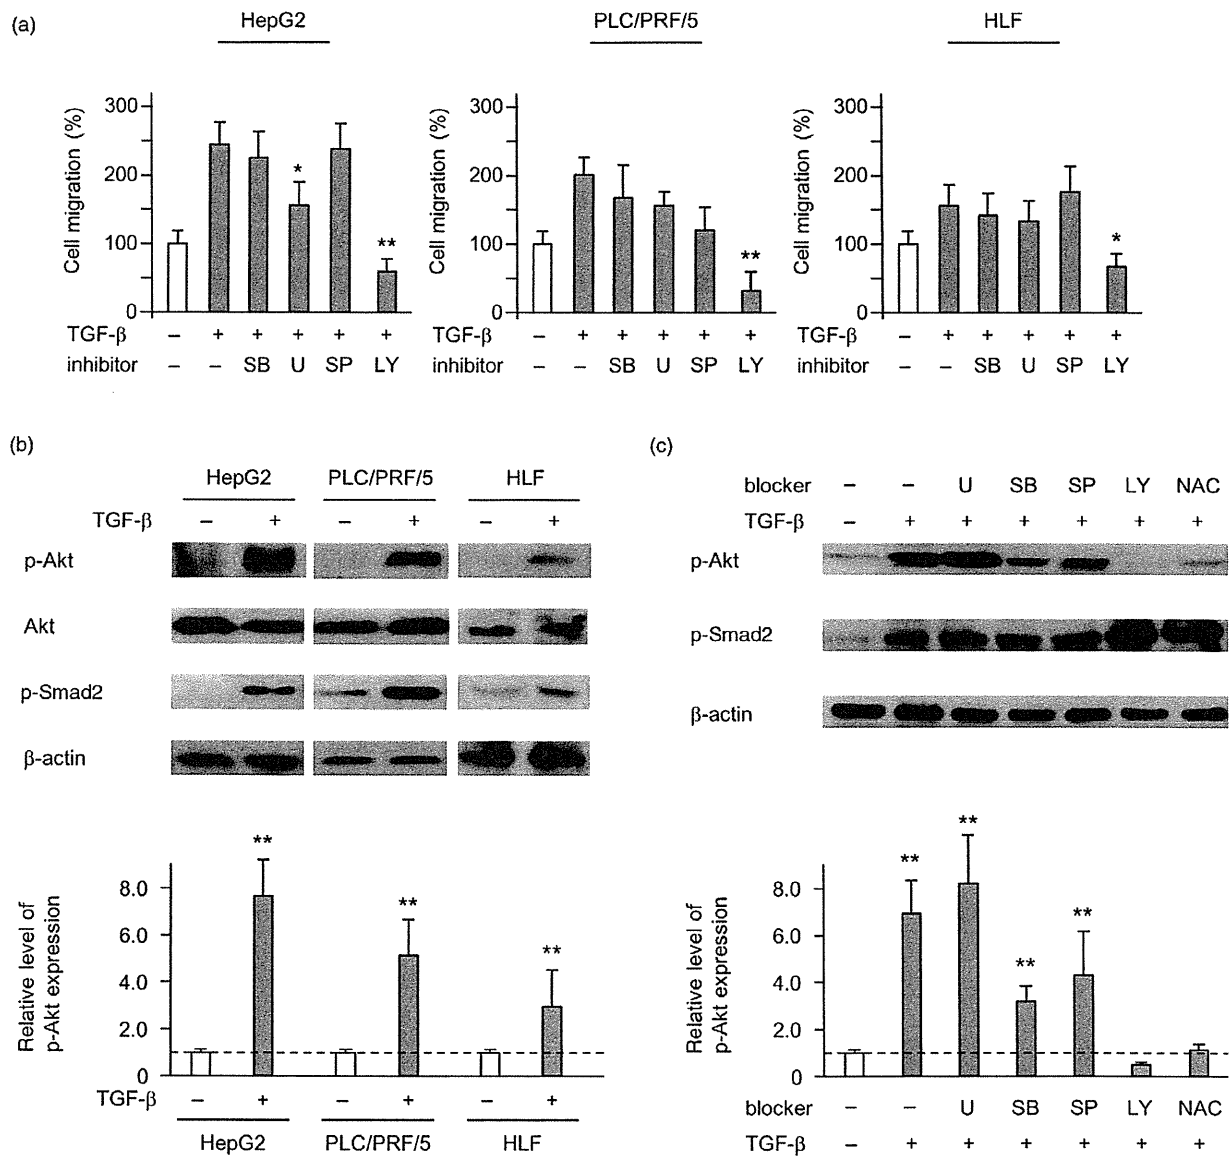 (a)
HepG2
PLC/PRF/5
HLF
Cell migration (%)
300
200
100
0
Cell migration (%)
300
200
100
0
Cell migration (%)
300
200
100
0
*
**
**
*
TGF-β – + + + + +
inhibitor – – SB U SP LY
TGF-β – + + + + +
inhibitor – – SB U SP LY
TGF-β – + + + + +
inhibitor – – SB U SP LY
(b)
HepG2 PLC/PRF/5 HLF
TGF-β – + – + – +
p-Akt
Akt
p-Smad2
β-actin
Relative level of
p-Akt expression
8.0
6.0
4.0
2.0
0
**
**
**
TGF-β – + – + – +
HepG2 PLC/PRF/5 HLF
(c)
blocker – – U SB SP LY NAC
TGF-β – + + + + + +
p-Akt
p-Smad2
β-actin
Relative level of
p-Akt expression
8.0
6.0
4.0
2.0
0
**
**
**
**
blocker – – U SB SP LY NAC
TGF-β – + + + + + +